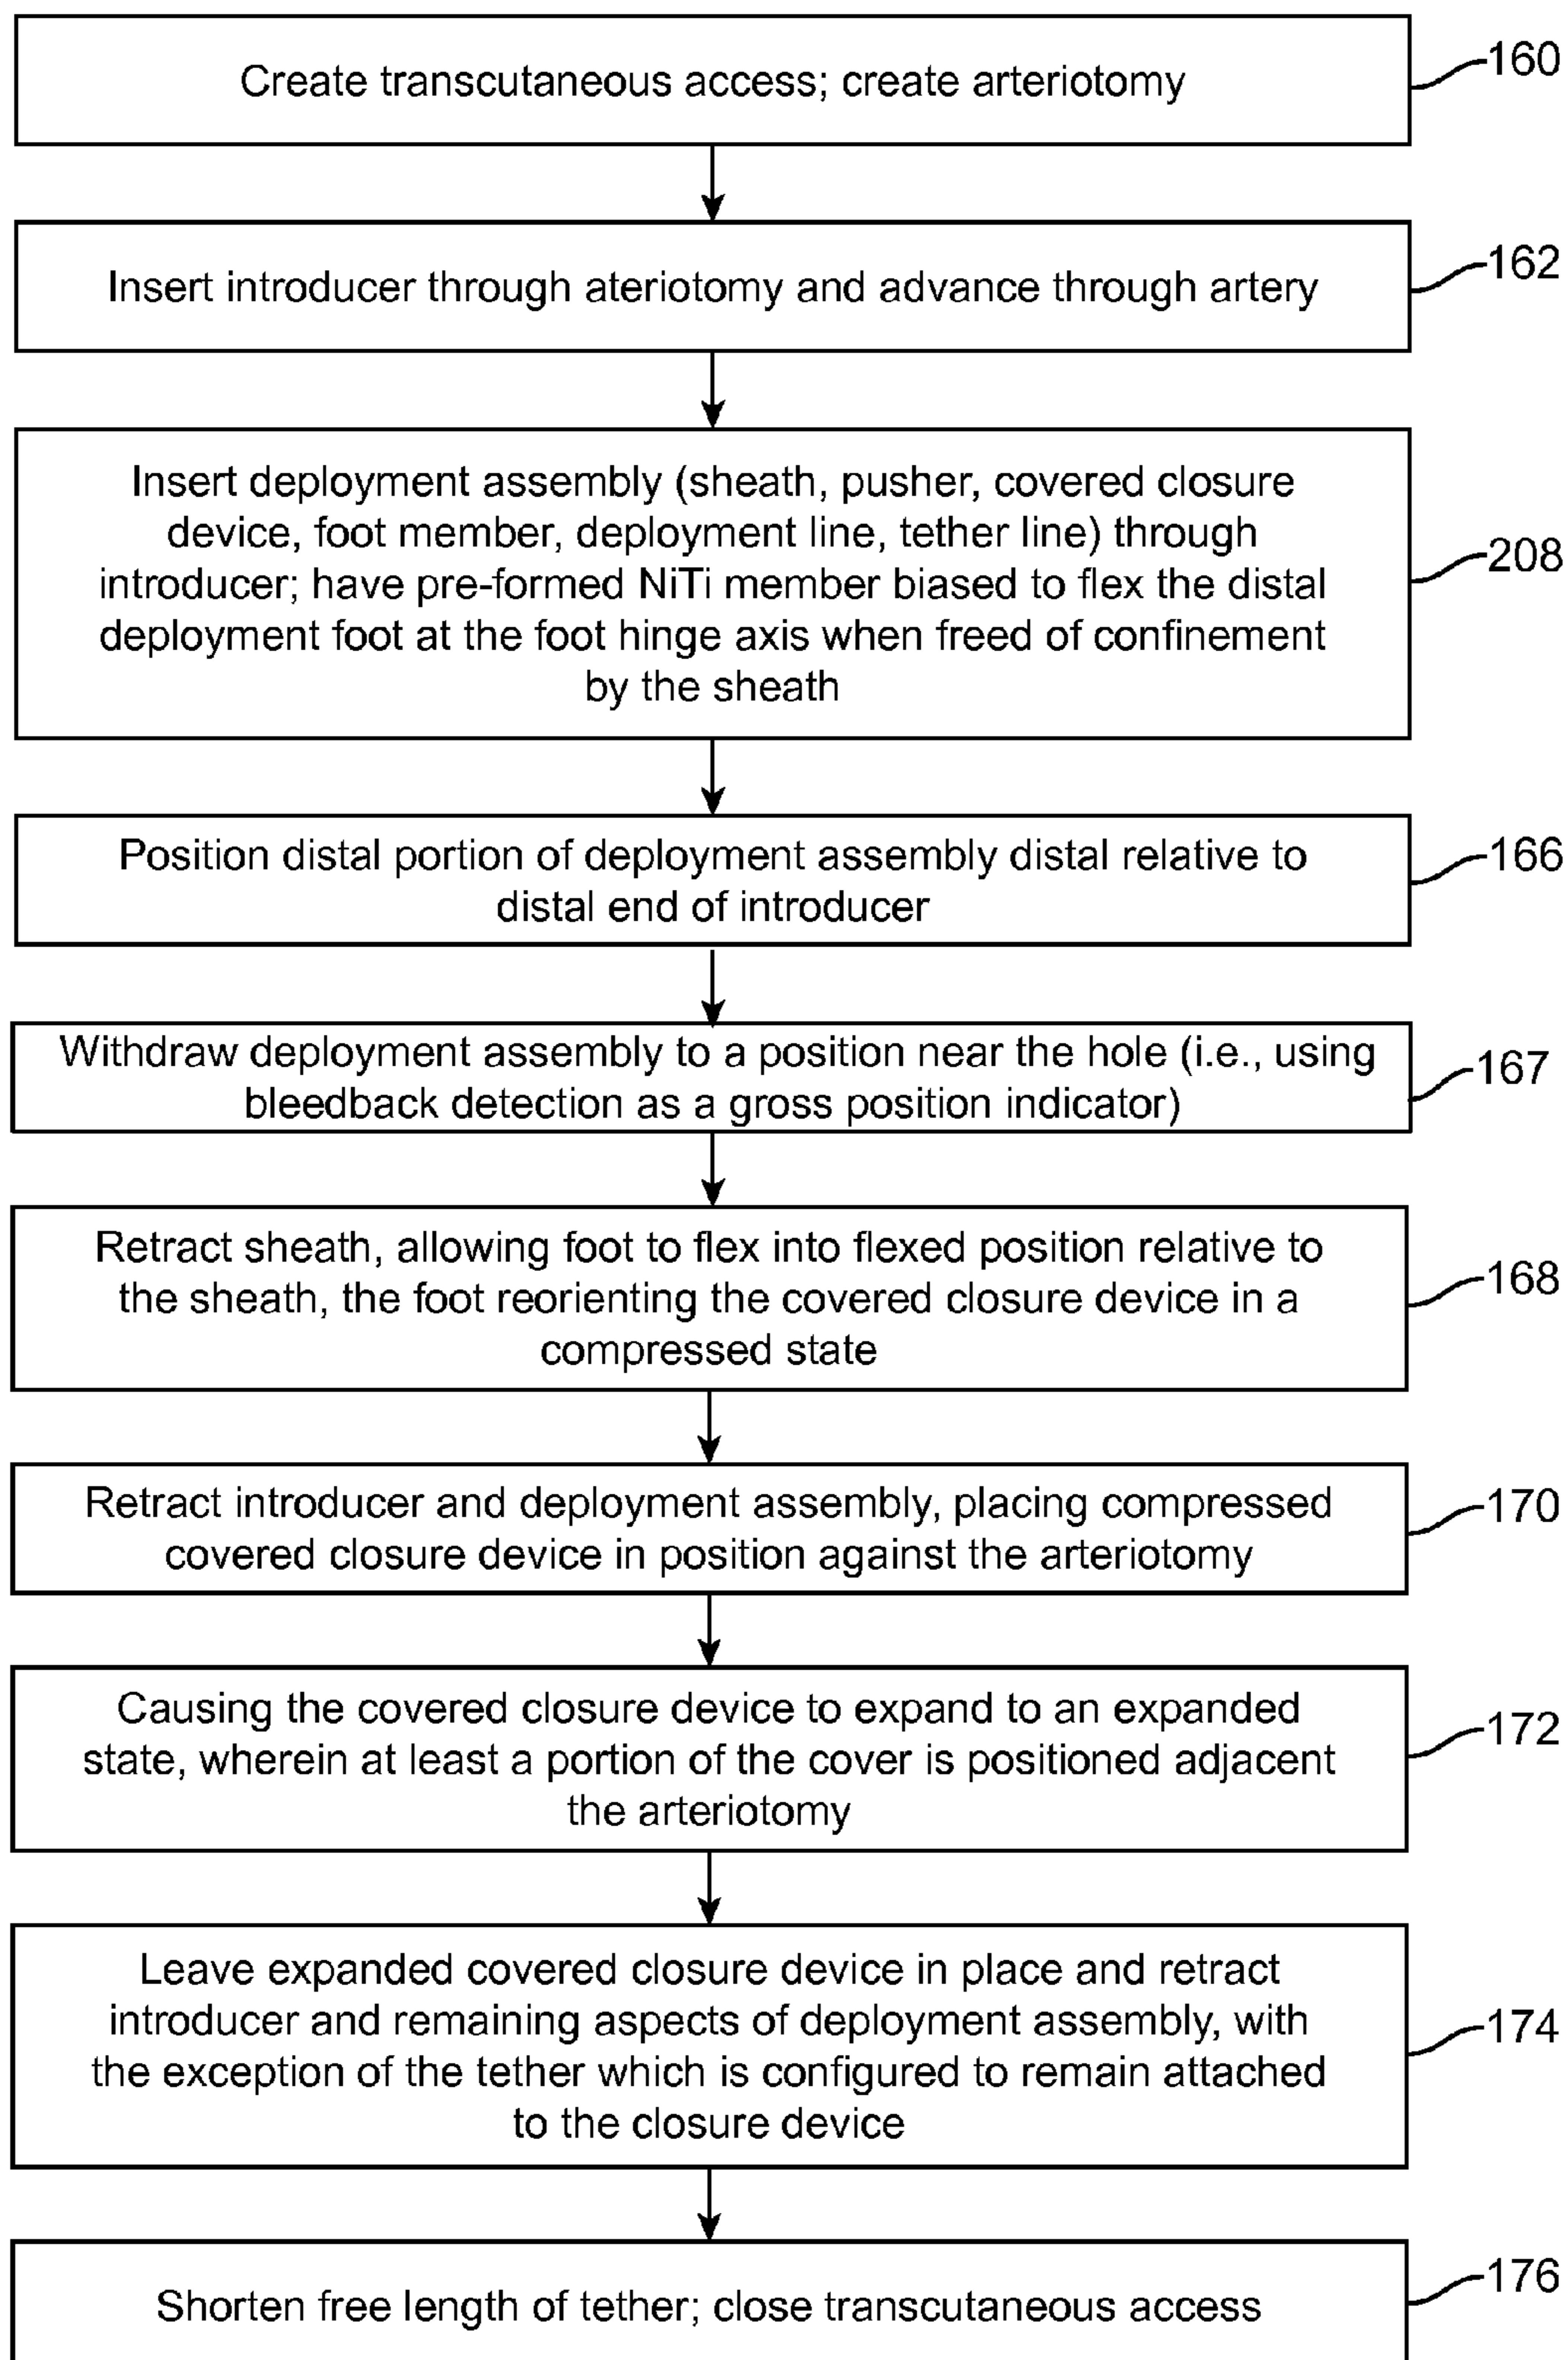 Create transcutaneous access; create arteriotomy
160
Insert introducer through ateriotomy and advance through artery
162
Insert deployment assembly (sheath, pusher, covered closure
device, foot member, deployment line, tether line) through
introducer; have pre-formed NiTi member biased to flex the distal
deployment foot at the foot hinge axis when freed of confinement
by the sheath
208
Position distal portion of deployment assembly distal relative to
distal end of introducer
166
Withdraw deployment assembly to a position near the hole (i.e., using
bleedback detection as a gross position indicator)
167
Retract sheath, allowing foot to flex into flexed position relative to
the sheath, the foot reorienting the covered closure device in a
compressed state
168
Retract introducer and deployment assembly, placing compressed
covered closure device in position against the arteriotomy
170
Causing the covered closure device to expand to an expanded
state, wherein at least a portion of the cover is positioned adjacent
the arteriotomy
172
Leave expanded covered closure device in place and retract
introducer and remaining aspects of deployment assembly, with
the exception of the tether which is configured to remain attached
to the closure device
174
Shorten free length of tether; close transcutaneous access
176